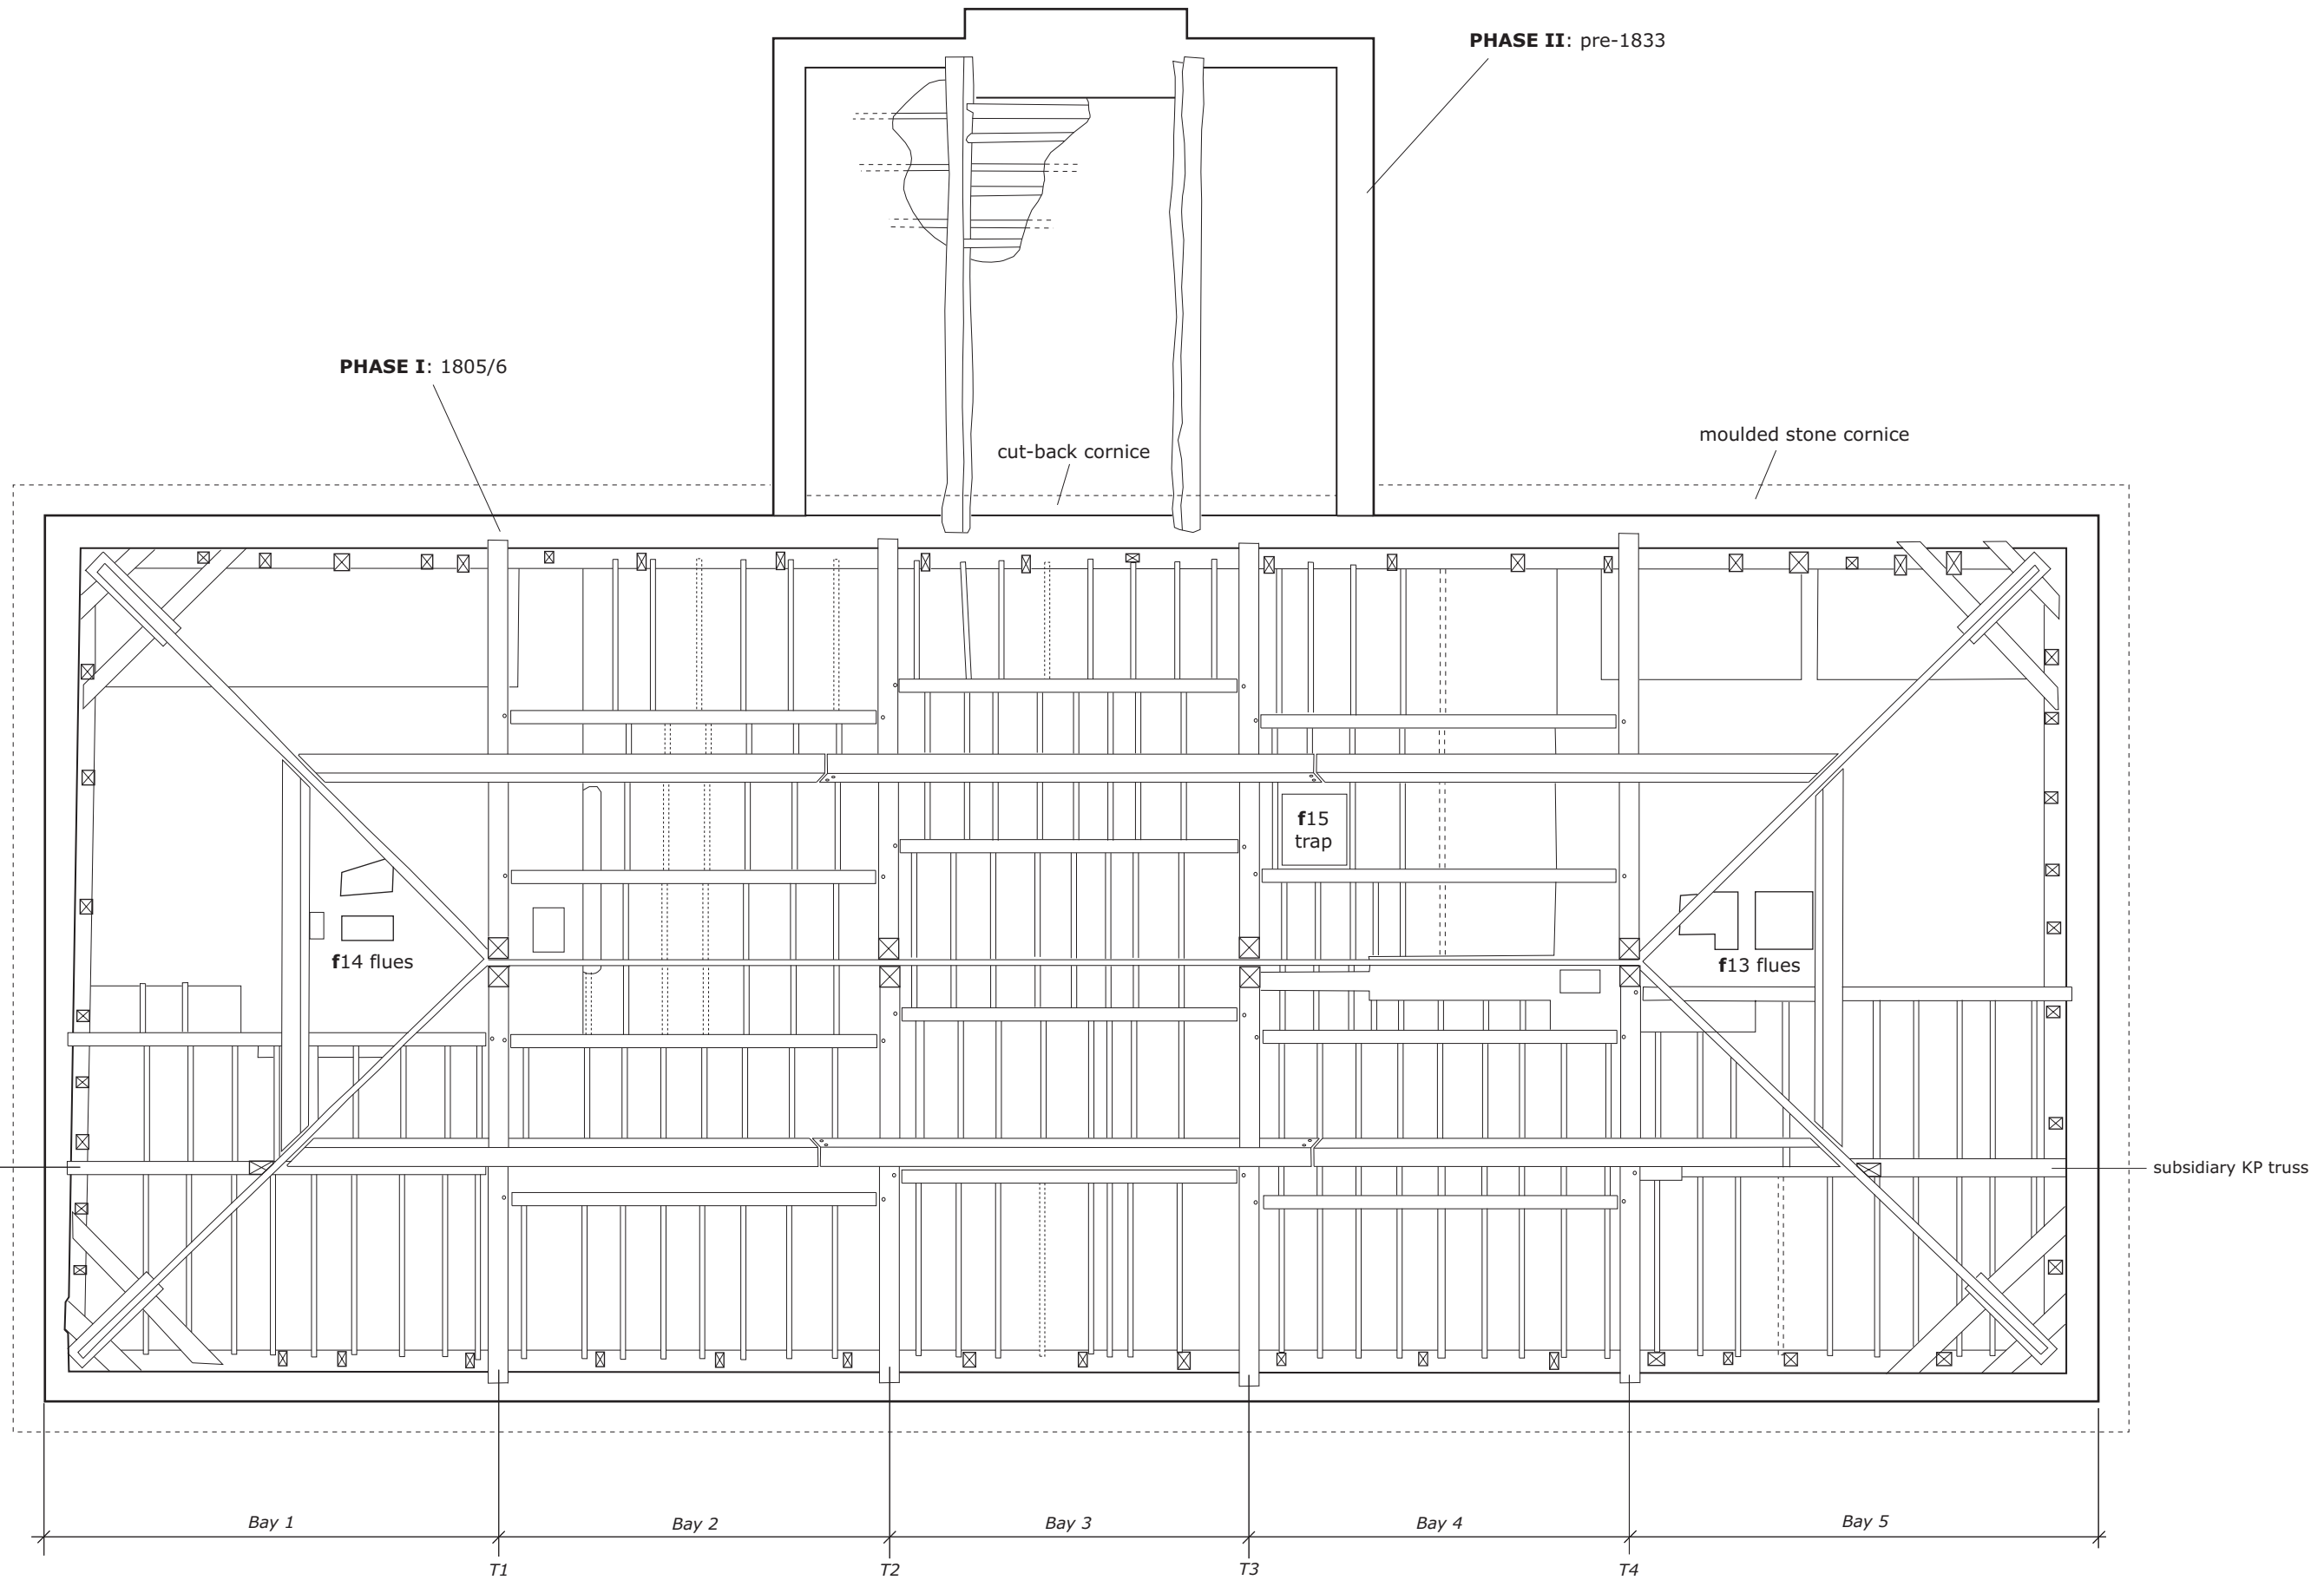 PHASE II: pre-1833
PHASE I: 1805/6
moulded stone cornice
cut-back cornice
f15
trap
f14 flues
f13 flues
subsidiary KP truss
Bay 1
Bay 2
Bay 3
Bay 4
Bay 5
T1
T2
T3
T4